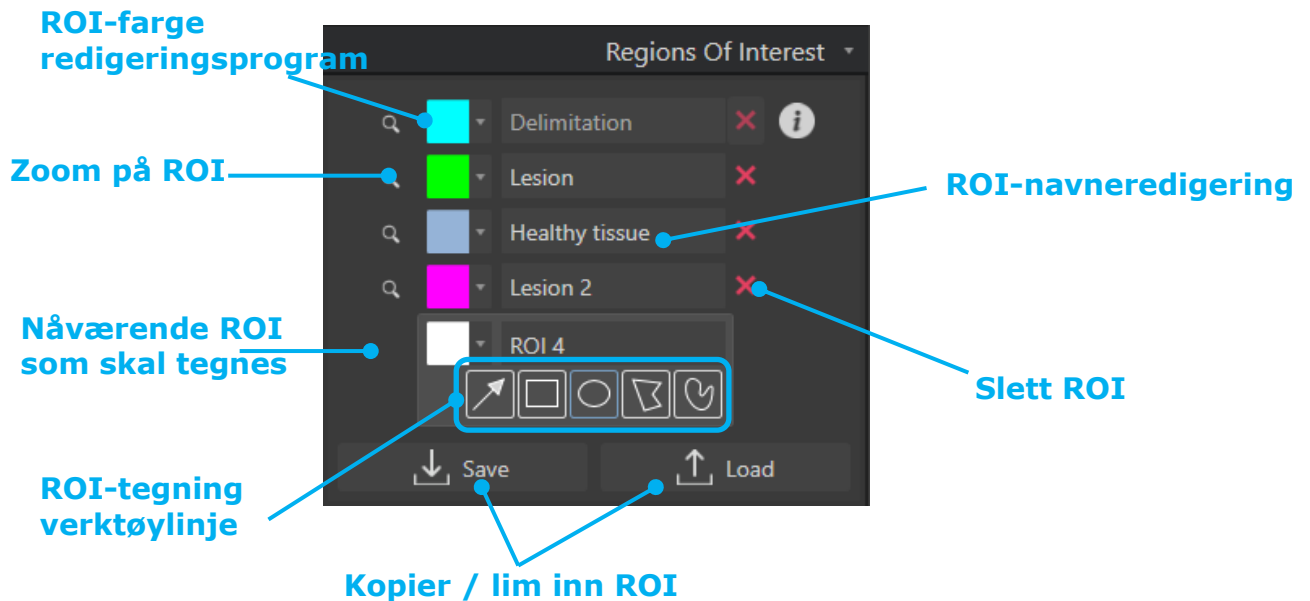 ROI-farge
redigeringsprogram
Regions Of Interest
Delimitation
i
Zoom på ROI
Lesion
ROI-navneredigering
Healthy tissue
Lesion 2
Nåværende ROI
som skal tegnes
ROI 4
Slett ROI
Save
Load
ROI-tegning
verktøylinje
Kopier / lim inn ROI